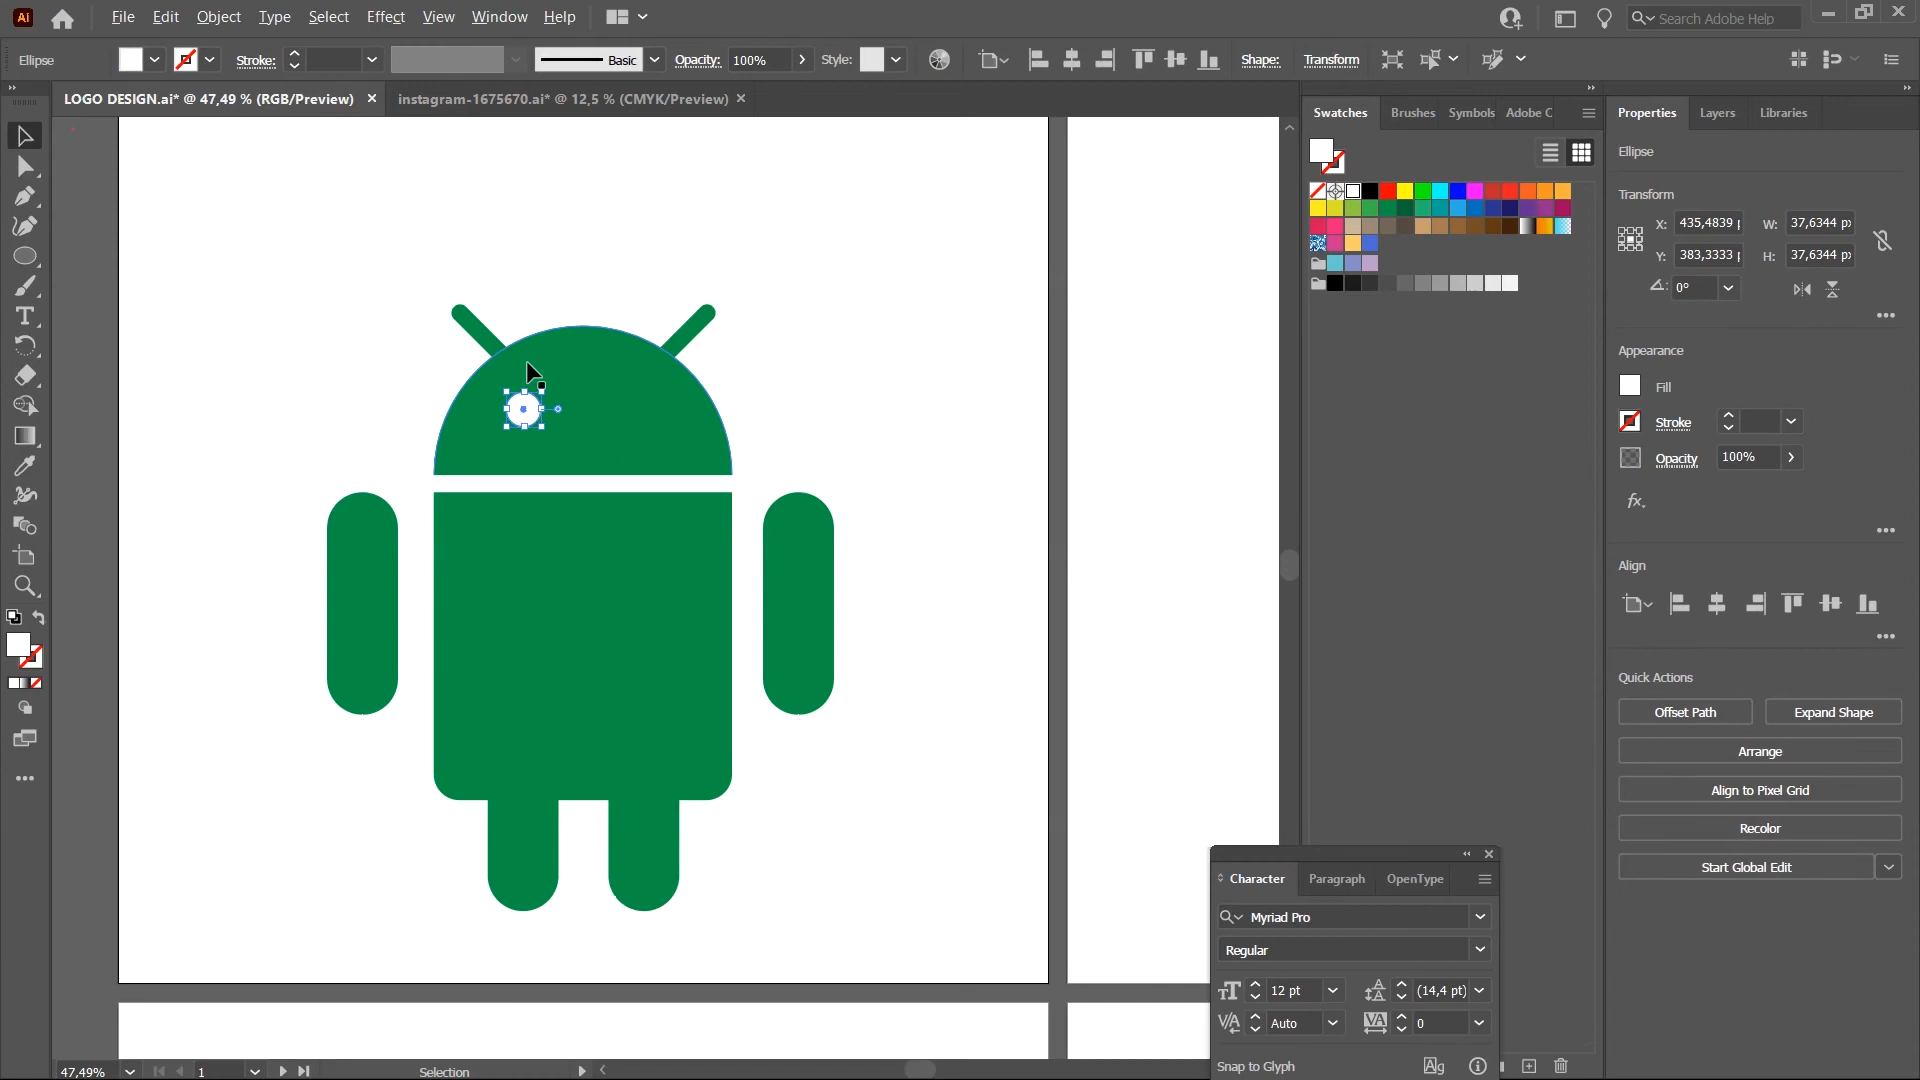 Ai File Edit Object Type Select Effect View Window Help Search Adobe Help
Ellipse Stroke: Basic Opacity: 100% Style: Shape: Transform
LOGO DESIGN.ai* @ 47,49 % (RGB/Preview) instagram-1675670.ai* @ 12,5 % (CMYK/Preview)
Swatches Brushes Symbols Adobe C
Properties Layers Libraries
Ellipse
Transform
X: 435,4839 p W: 37,6344 px
Y: 383,3333 p H: 37,6344 px
0°
Appearance
Fill
Stroke
Opacity 100%
fx.
Align
Quick Actions
Offset Path Expand Shape
Arrange
Align to Pixel Grid
Recolor
Start Global Edit
Character Paragraph OpenType
Myriad Pro
Regular
12 pt (14,4 pt)
Auto 0
Snap to Glyph
47,49% 1 Selection